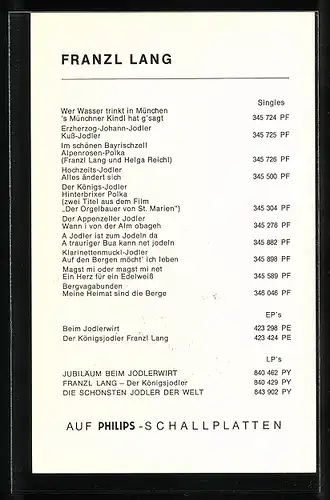 FRANZL LANG
Singles
Wer Wasser trinkt in München
's Münchner Kindl hat g'sagt 345 724 PF
Erzherzog-Johann-Jodler
Kuß-Jodler 345 725 PF
Im schönen Bayrischzell
Alpenrosen-Polka
(Franzl Lang und Helga Reichl) 345 726 PF
Hochzeits-Jodler
Alles ändert sich 345 500 PF
Der Königs-Jodler
Hinterbrixer Polka
(zwei Titel aus dem Film
„Der Orgelbauer von St. Marien") 345 304 PF
Der Appenzeller Jodler
Wann i von der Alm obageh 345 276 PF
A Jodler ist zum Jodeln da
A trauriger Bua kann net jodeln 345 882 PF
Klarinettenmuckl-Jodler
Auf den Bergen möcht' ich leben 345 898 PF
Magst mi oder magst mi net
Ein Herz für ein Edelweiß 345 589 PF
Bergvagabunden
Meine Heimat sind die Berge 346 046 PF
EP's
Beim Jodlerwirt 423 298 PE
Der Königsjodler Franzl Lang 423 424 PE
LP's
JUBILÄUM BEIM JODLERWIRT 840 462 PY
FRANZL LANG – Der Königsjodler 840 429 PY
DIE SCHÖNSTEN JODLER DER WELT 843 902 PY
AUF PHILIPS-SCHALLPLATTEN